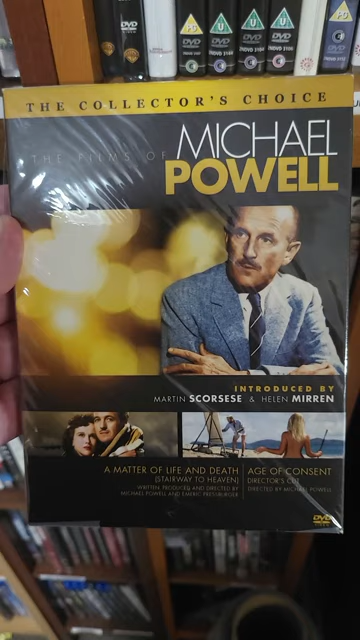 THE COLLECTOR'S CHOICE
THE FILMS OF MICHAEL
POWELL
INTRODUCED BY
MARTIN SCORSESE & HELEN MIRREN
A MATTER OF LIFE AND DEATH
(STAIRWAY TO HEAVEN)
WRITTEN, PRODUCED AND DIRECTED BY
MICHAEL POWELL AND EMERIC PRESSBURGER
AGE OF CONSENT
DIRECTOR'S CUT
DIRECTED BY MICHAEL POWELL
DVD